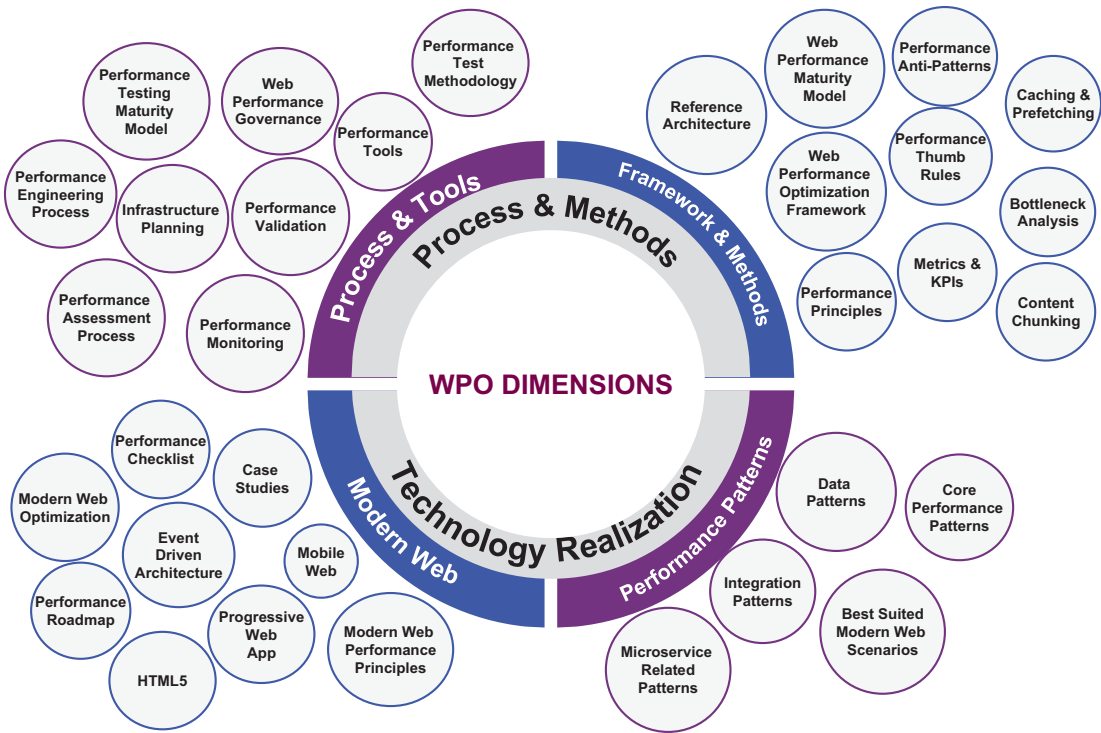 Performance
Testing
Maturity
Model
Web
Performance
Governance
Performance
Test
Methodology
Performance
Tools
Performance
Engineering
Process
Infrastructure
Planning
Performance
Validation
Performance
Assessment
Process
Performance
Monitoring
Process & Tools
Process & Methods
Framework & Methods
Reference
Architecture
Web
Performance
Maturity
Model
Performance
Anti-Patterns
Caching &
Prefetching
Web
Performance
Optimization
Framework
Performance
Thumb
Rules
Bottleneck
Analysis
Performance
Principles
Metrics &
KPIs
Content
Chunking
WPO DIMENSIONS
Performance
Checklist
Case
Studies
Modern Web
Optimization
Event
Driven
Architecture
Mobile
Web
Performance
Roadmap
Progressive
Web
App
Modern Web
Performance
Principles
HTML5
Modern Web
Technology Realization
Performance Patterns
Data
Patterns
Core
Performance
Patterns
Integration
Patterns
Best Suited
Modern Web
Scenarios
Microservice
Related
Patterns